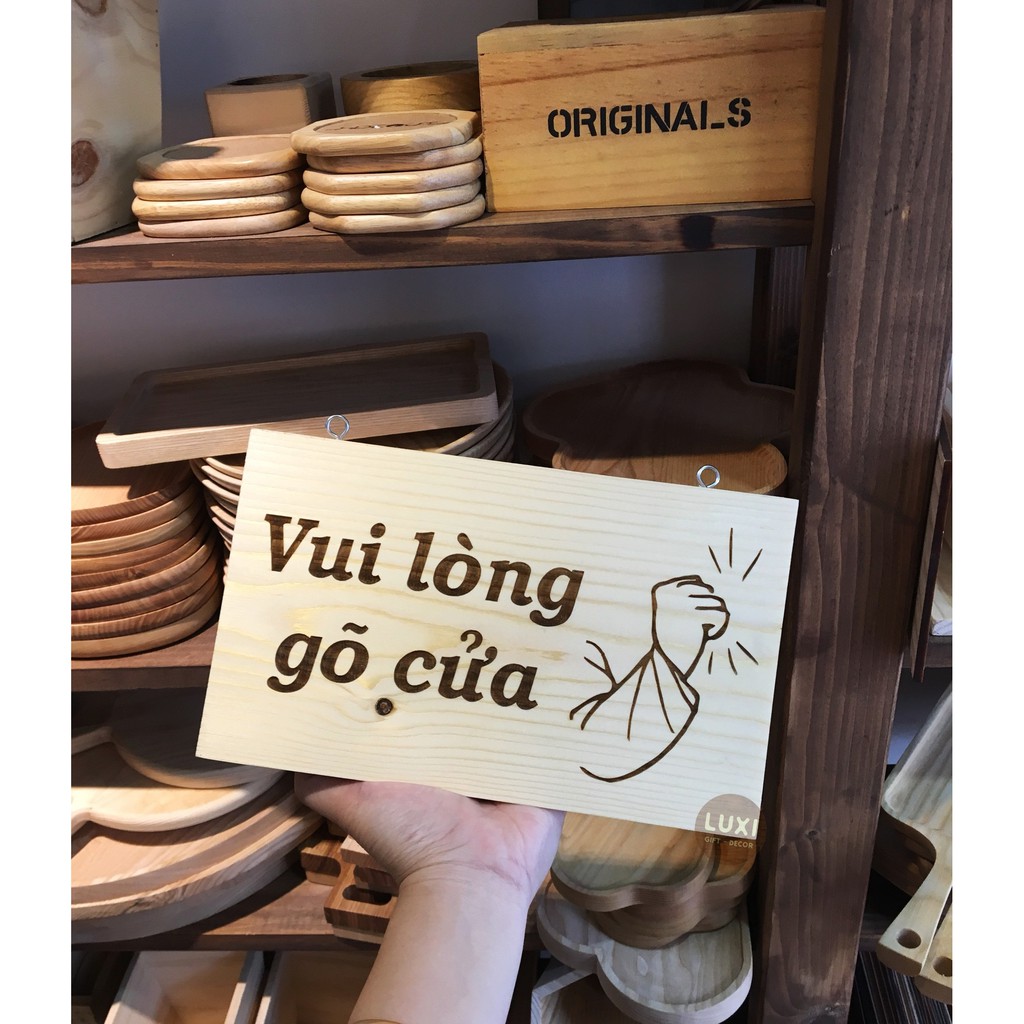 ORIGINALS
Vui lòng
gõ cửa
LUXI
GIFT - DECOR